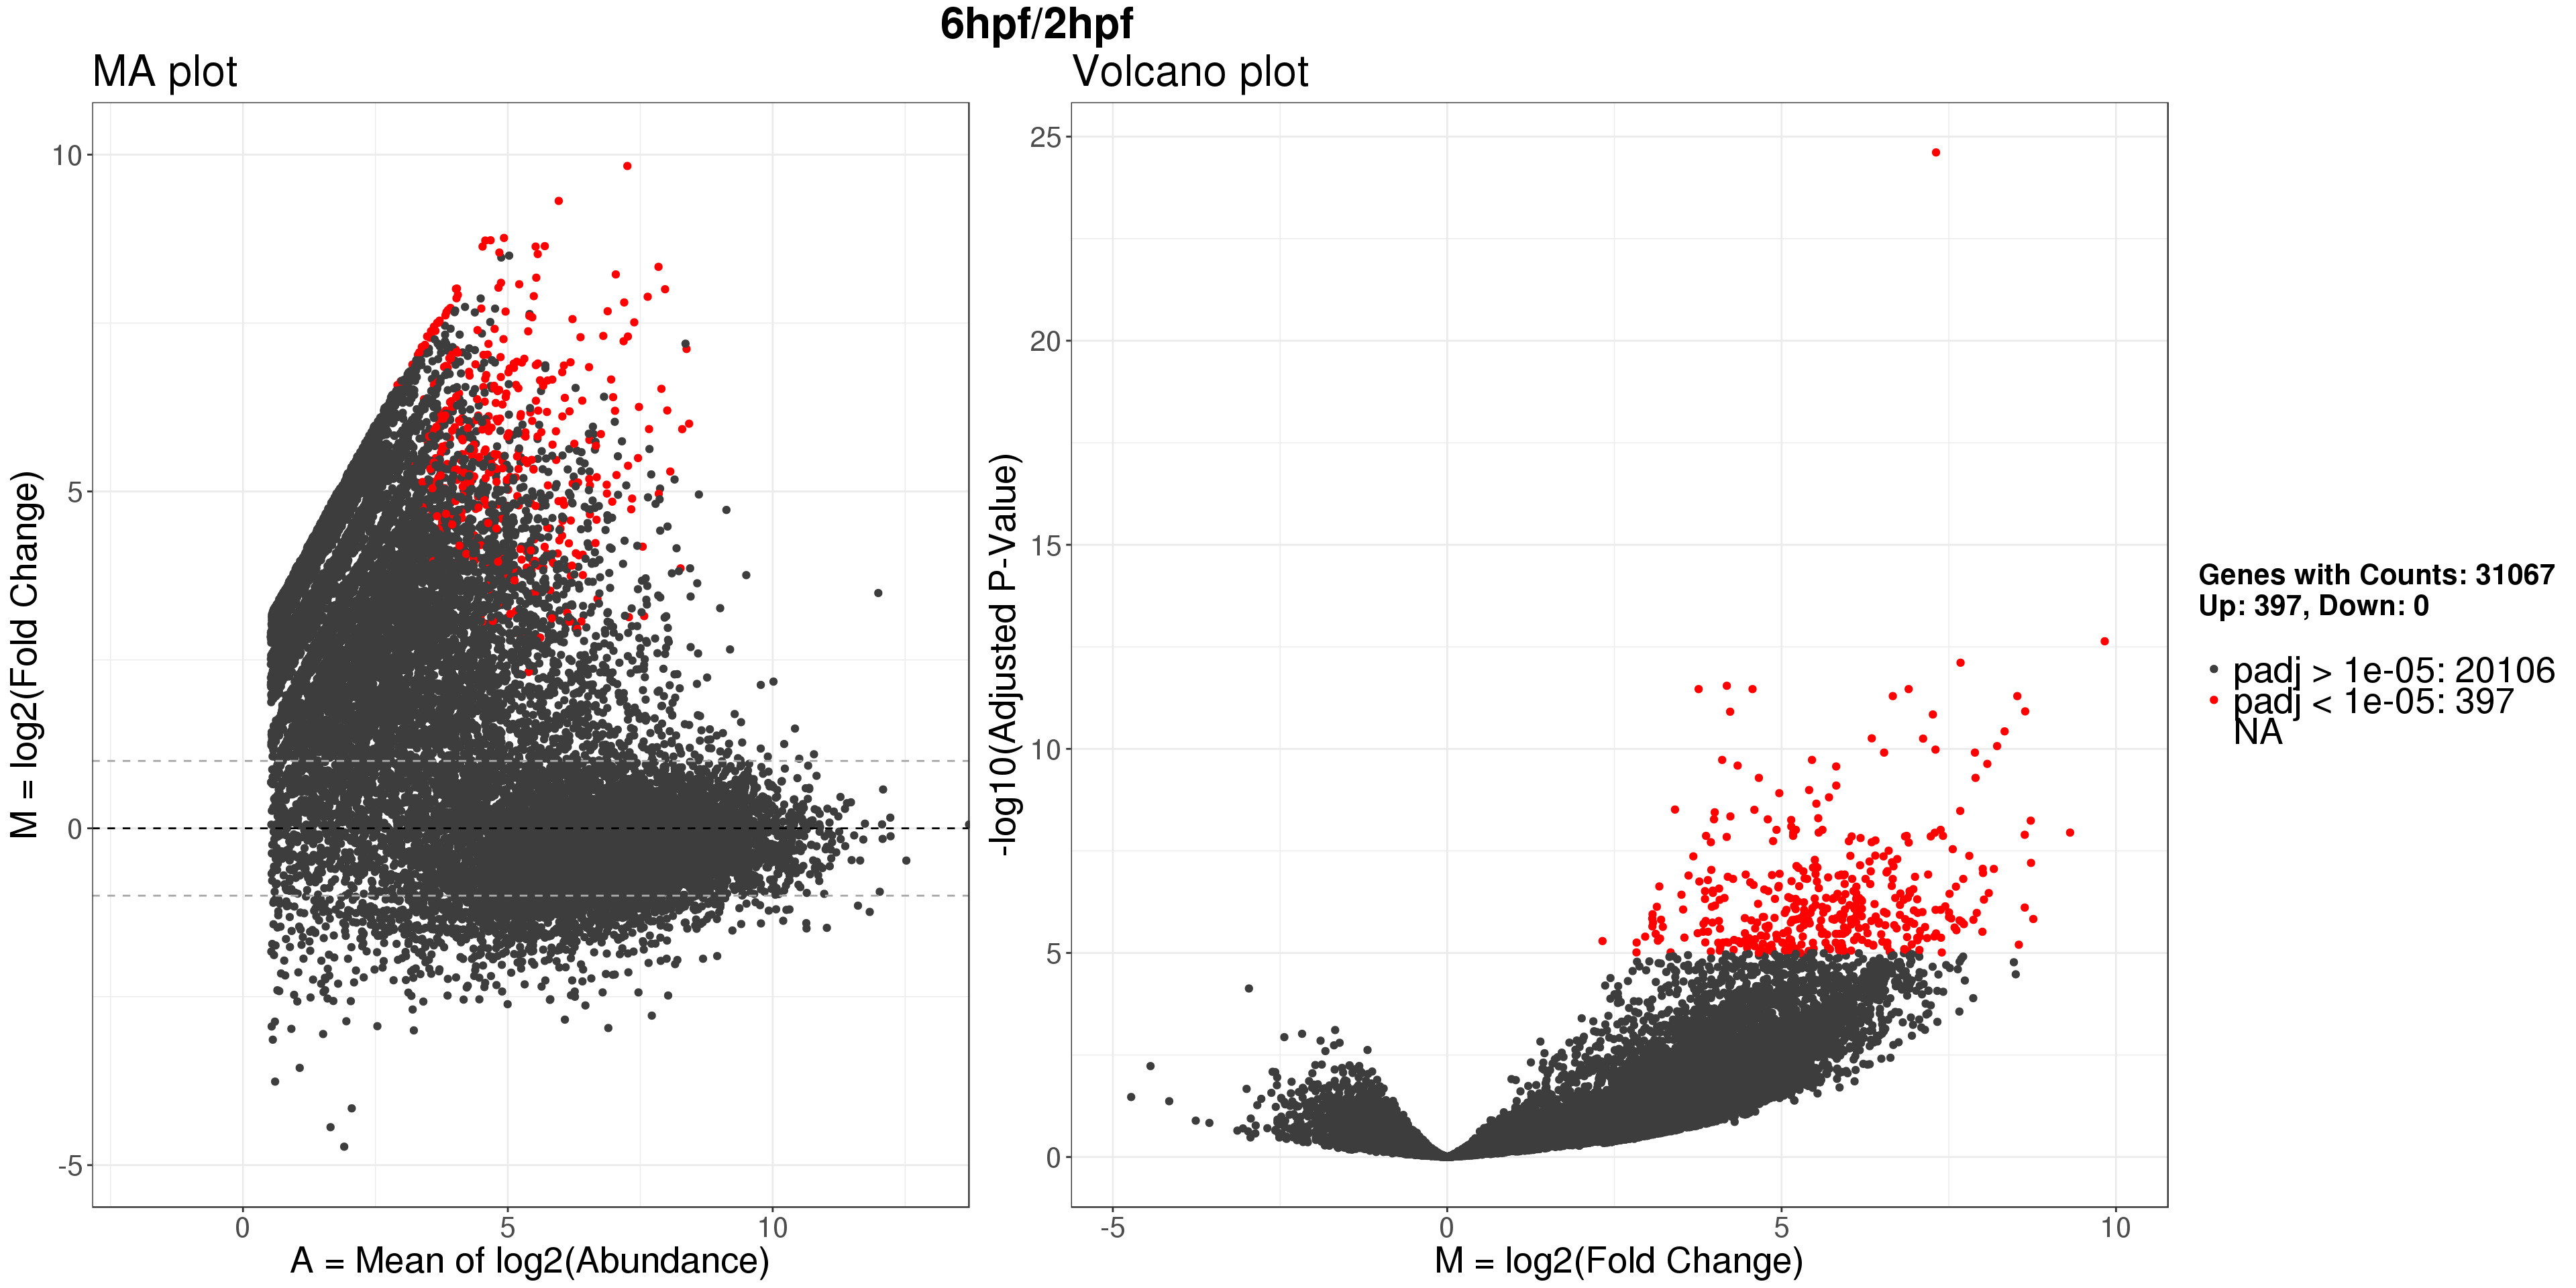 6hpf/2hpf
MA plot
10
5
0
-5
0 5 10
M = log2(Fold Change)
A = Mean of log2(Abundance)
Volcano plot
25
20
15
10
5
0
-5 0 5 10
-log10(Adjusted P-Value)
M = log2(Fold Change)
Genes with Counts: 31067
Up: 397, Down: 0
padj > 1e-05: 20106
padj < 1e-05: 397
NA